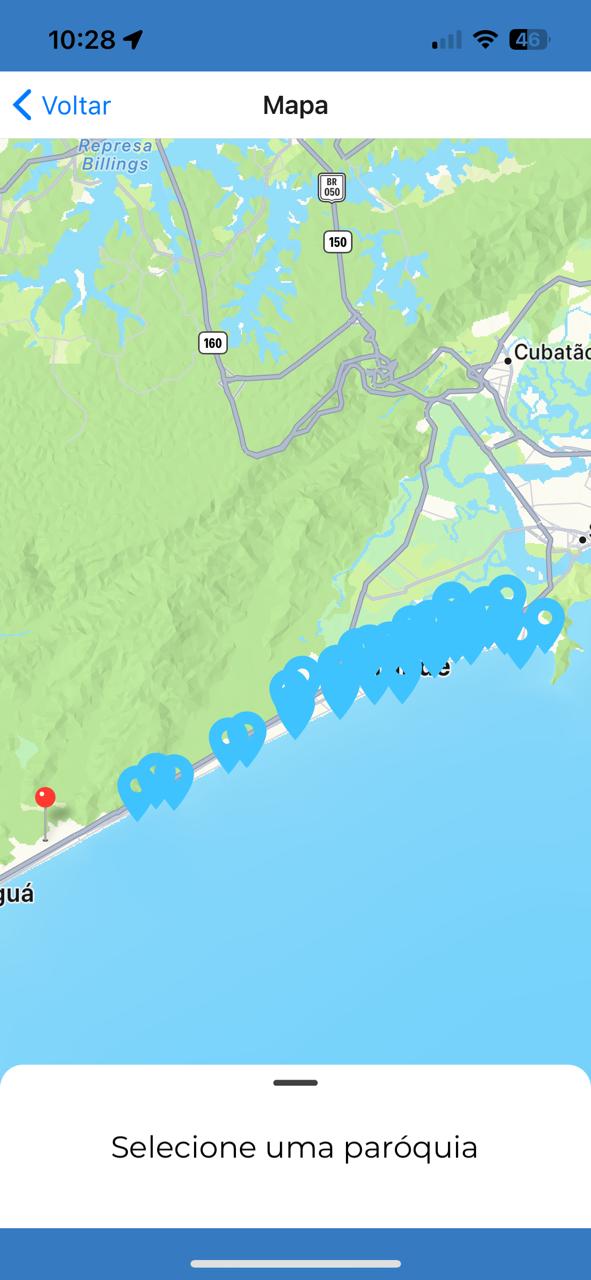 10:28
46
Voltar
Mapa
Represa
Billings
BR
050
150
160
Cubatão
guá
Selecione uma paróquia